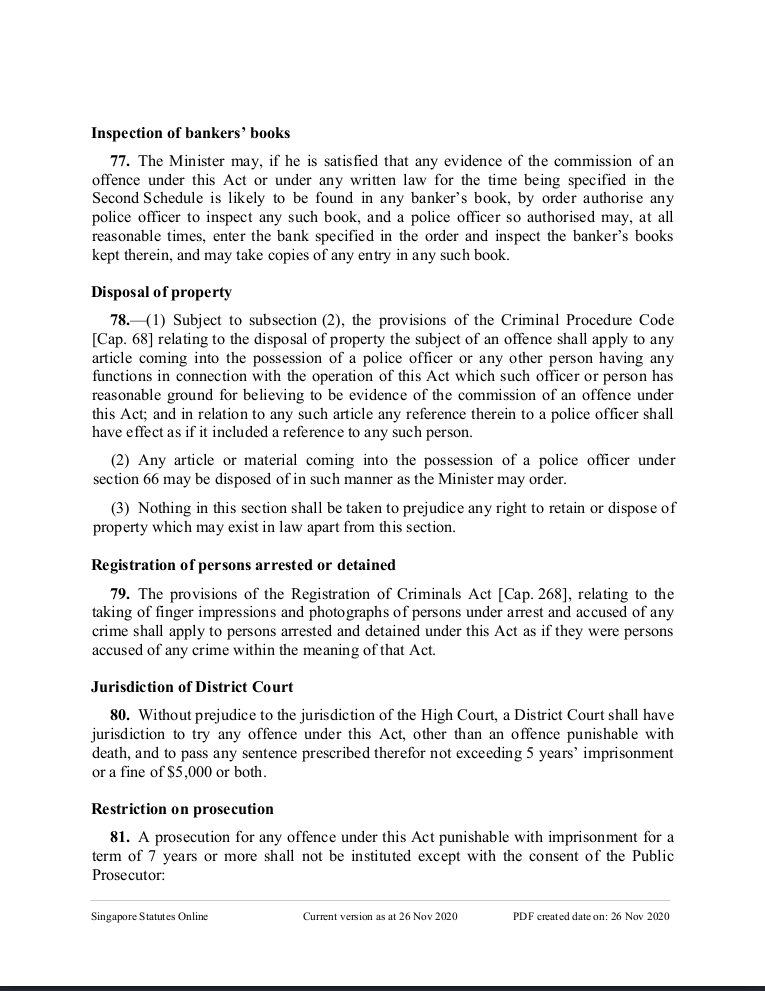 Inspection of bankers’ books
77. The Minister may, if he is satisfied that any evidence of the commission of an
offence under this Act or under any written law for the time being specified in the
Second Schedule is likely to be found in any banker’s book, by order authorise any
police officer to inspect any such book, and a police officer so authorised may, at all
reasonable times, enter the bank specified in the order and inspect the banker’s books
kept therein, and may take copies of any entry in any such book.
Disposal of property
78.—(1) Subject to subsection (2), the provisions of the Criminal Procedure Code
[Cap. 68] relating to the disposal of property the subject of an offence shall apply to any
article coming into the possession of a police officer or any other person having any
functions in connection with the operation of this Act which such officer or person has
reasonable ground for believing to be evidence of the commission of an offence under
this Act; and in relation to any such article any reference therein to a police officer shall
have effect as if it included a reference to any such person.
(2) Any article or material coming into the possession of a police officer under
section 66 may be disposed of in such manner as the Minister may order.
(3) Nothing in this section shall be taken to prejudice any right to retain or dispose of
property which may exist in law apart from this section.
Registration of persons arrested or detained
79. The provisions of the Registration of Criminals Act [Cap. 268], relating to the
taking of finger impressions and photographs of persons under arrest and accused of any
crime shall apply to persons arrested and detained under this Act as if they were persons
accused of any crime within the meaning of that Act.
Jurisdiction of District Court
80. Without prejudice to the jurisdiction of the High Court, a District Court shall have
jurisdiction to try any offence under this Act, other than an offence punishable with
death, and to pass any sentence prescribed therefor not exceeding 5 years’ imprisonment
or a fine of $5,000 or both.
Restriction on prosecution
81. A prosecution for any offence under this Act punishable with imprisonment for a
term of 7 years or more shall not be instituted except with the consent of the Public
Prosecutor:
Singapore Statutes Online Current version as at 26 Nov 2020 PDF created date on: 26 Nov 2020